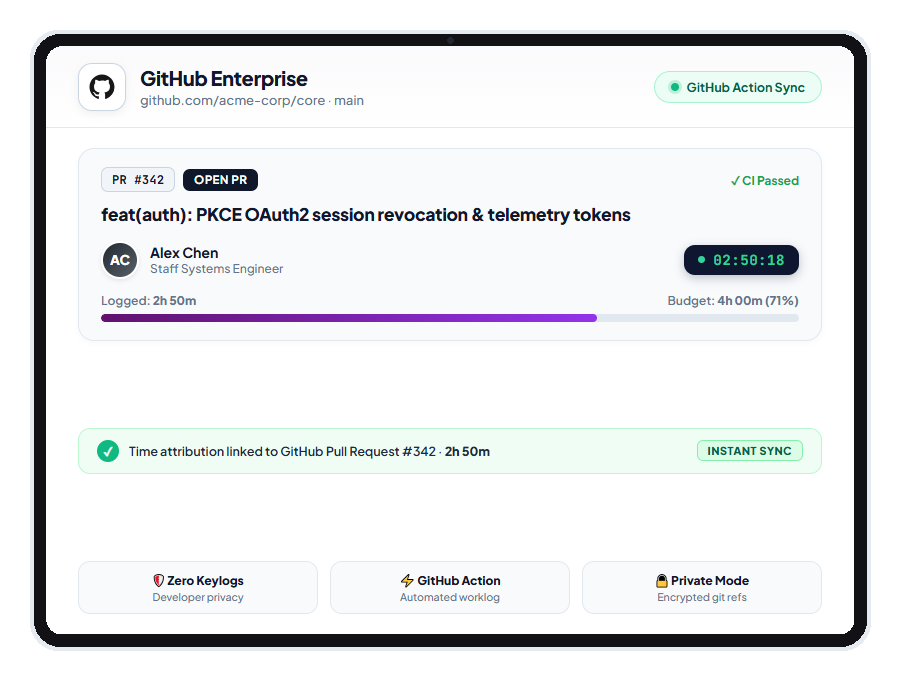 GitHub Enterprise
github.com/acme-corp/core · main
GitHub Action Sync
PR #342
OPEN PR
✓ CI Passed
feat(auth): PKCE OAuth2 session revocation & telemetry tokens
AC
Alex Chen
Staff Systems Engineer
02:50:18
Logged: 2h 50m
Budget: 4h 00m (71%)
Time attribution linked to GitHub Pull Request #342 · 2h 50m
INSTANT SYNC
Zero Keylogs
Developer privacy
GitHub Action
Automated worklog
Private Mode
Encrypted git refs